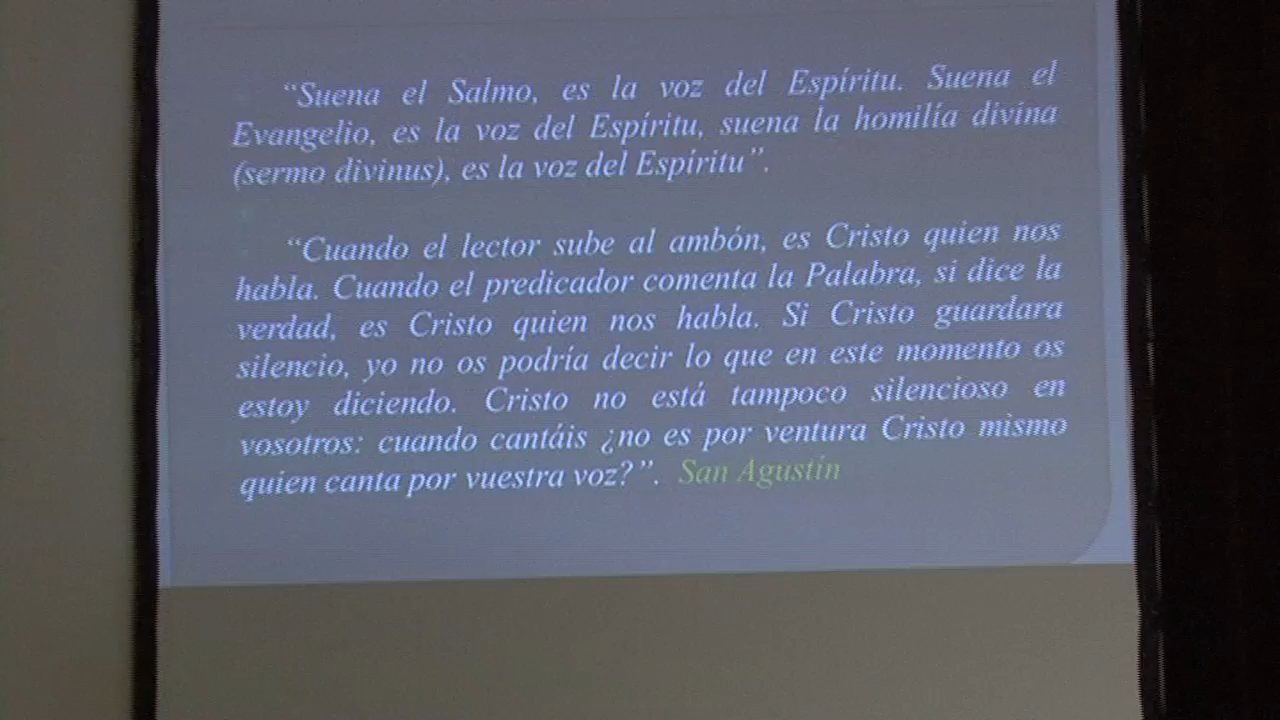 “Suena el Salmo, es la voz del Espíritu. Suena el
Evangelio, es la voz del Espíritu, suena la homilía divina
(sermo divinus), es la voz del Espíritu”.
“Cuando el lector sube al ambón, es Cristo quien nos
habla. Cuando el predicador comenta la Palabra, si dice la
verdad, es Cristo quien nos habla. Si Cristo guardara
silencio, yo no os podría decir lo que en este momento os
estoy diciendo. Cristo no está tampoco silencioso en
vosotros: cuando cantáis ¿no es por ventura Cristo mismo
quien canta por vuestra voz?”. San Agustín